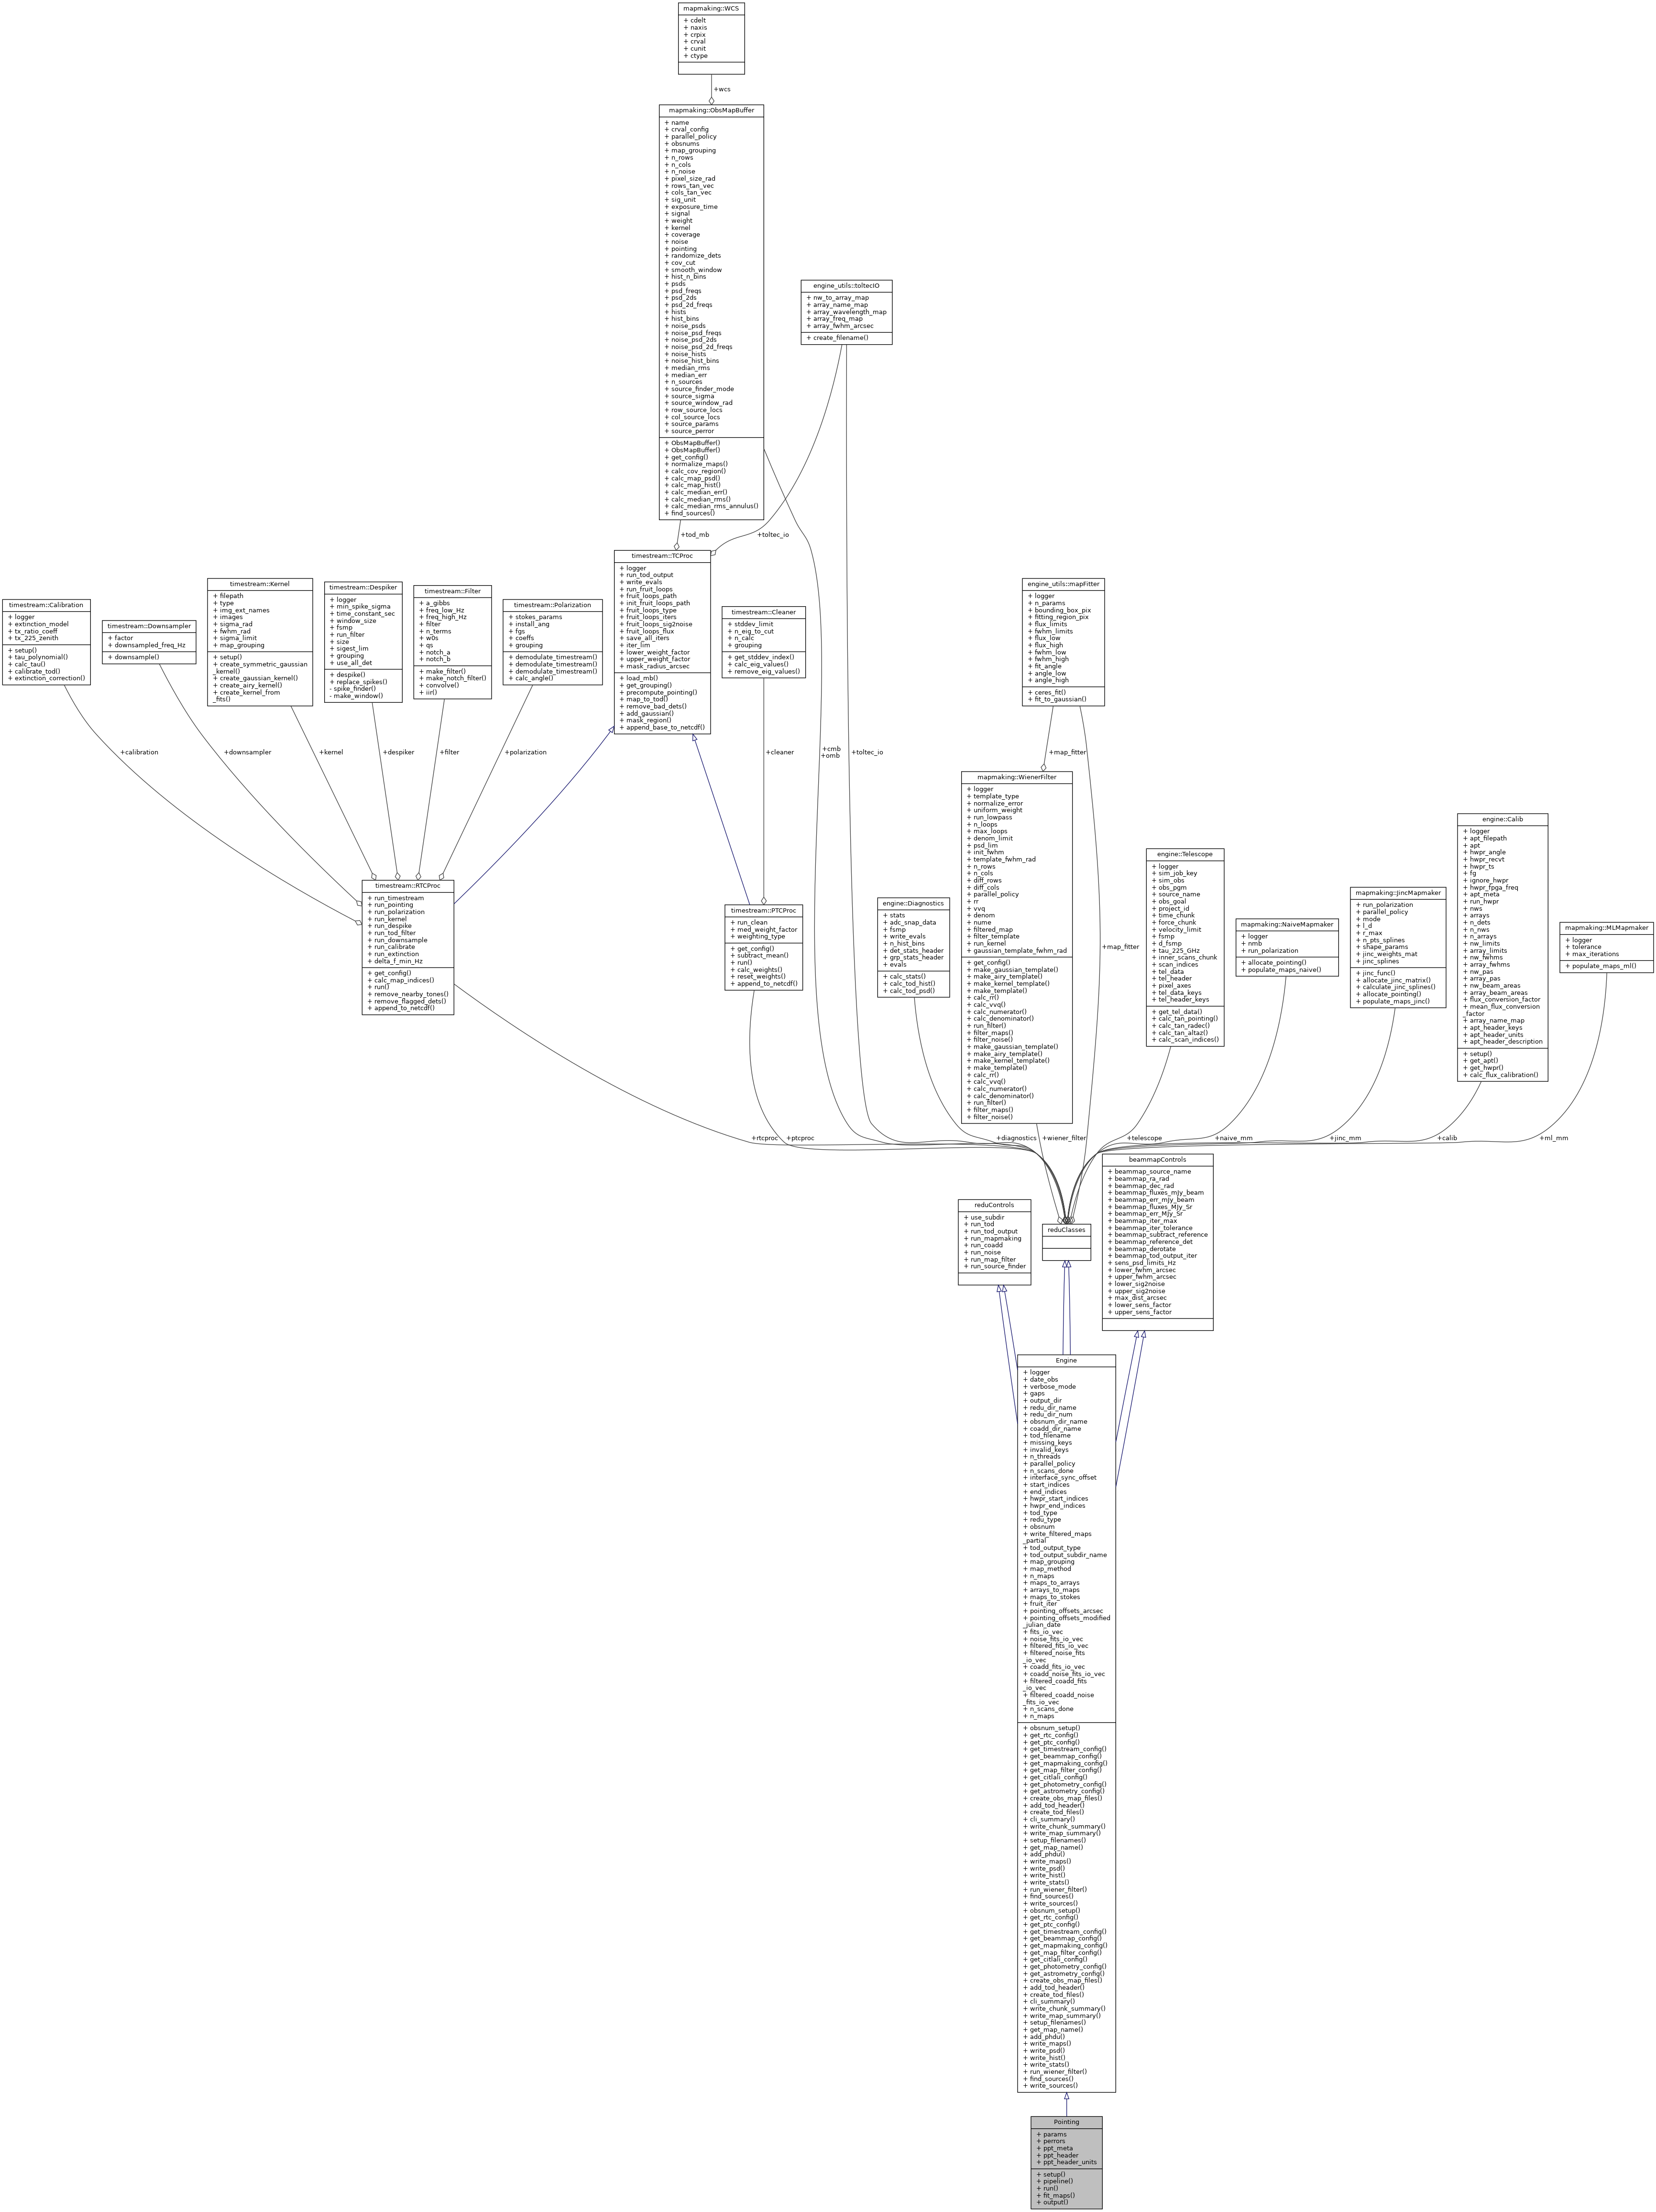 mapmaking::WCS
+ cdelt
+ naxis
+ crpix
+ crval
+ cunit
+ ctype
+wcs
mapmaking::ObsMapBuffer
+ name
+ crval_config
+ parallel_policy
+ obsnums
+ map_grouping
+ n_rows
+ n_cols
+ n_noise
+ pixel_size_rad
+ rows_tan_vec
+ cols_tan_vec
+ sig_unit
+ exposure_time
+ signal
+ weight
+ kernel
+ coverage
+ noise
+ pointing
+ randomize_dets
+ cov_cut
+ smooth_window
+ hist_n_bins
+ psds
+ psd_freqs
+ psd_2ds
+ psd_2d_freqs
+ hists
+ hist_bins
+ noise_psds
+ noise_psd_freqs
+ noise_psd_2ds
+ noise_psd_2d_freqs
+ noise_hists
+ noise_hist_bins
+ median_rms
+ median_err
+ n_sources
+ source_finder_mode
+ source_sigma
+ source_window_rad
+ row_source_locs
+ col_source_locs
+ source_params
+ source_perror
+ ObsMapBuffer()
+ ObsMapBuffer()
+ get_config()
+ normalize_maps()
+ calc_cov_region()
+ calc_map_psd()
+ calc_map_hist()
+ calc_median_err()
+ calc_median_rms()
+ calc_median_rms_annulus()
+ find_sources()
engine_utils::toltecIO
+ nw_to_array_map
+ array_name_map
+ array_wavelength_map
+ array_freq_map
+ array_fwhm_arcsec
+ create_filename()
+tod_mb
+toltec_io
timestream::TCProc
+ logger
+ run_tod_output
+ write_evals
+ run_fruit_loops
+ fruit_loops_path
+ init_fruit_loops_path
+ fruit_loops_type
+ fruit_loops_iters
+ fruit_loops_sig2noise
+ fruit_loops_flux
+ save_all_iters
+ iter_lim
+ lower_weight_factor
+ upper_weight_factor
+ mask_radius_arcsec
+ load_mb()
+ get_grouping()
+ precompute_pointing()
+ map_to_tod()
+ remove_bad_dets()
+ add_gaussian()
+ mask_region()
+ append_base_to_netcdf()
timestream::Calibration
+ logger
+ extinction_model
+ tx_ratio_coeff
+ tx_225_zenith
+ setup()
+ tau_polynomial()
+ calc_tau()
+ calibrate_tod()
+ extinction_correction()
timestream::Downsampler
+ factor
+ downsampled_freq_Hz
+ downsample()
timestream::Kernel
+ filepath
+ type
+ img_ext_names
+ images
+ sigma_rad
+ fwhm_rad
+ sigma_limit
+ map_grouping
+ setup()
+ create_symmetric_gaussian
_kernel()
+ create_gaussian_kernel()
+ create_airy_kernel()
+ create_kernel_from
_fits()
timestream::Despiker
+ logger
+ min_spike_sigma
+ time_constant_sec
+ window_size
+ fsmp
+ run_filter
+ size
+ sigest_lim
+ grouping
+ use_all_det
+ despike()
+ replace_spikes()
- spike_finder()
- make_window()
timestream::Filter
+ a_gibbs
+ freq_low_Hz
+ freq_high_Hz
+ filter
+ n_terms
+ w0s
+ qs
+ notch_a
+ notch_b
+ make_filter()
+ make_notch_filter()
+ convolve()
+ iir()
timestream::Polarization
+ stokes_params
+ install_ang
+ fgs
+ coeffs
+ grouping
+ demodulate_timestream()
+ demodulate_timestream()
+ demodulate_timestream()
+ calc_angle()
timestream::Cleaner
+ stddev_limit
+ n_eig_to_cut
+ n_calc
+ grouping
+ get_stddev_index()
+ calc_eig_values()
+ remove_eig_values()
engine_utils::mapFitter
+ logger
+ n_params
+ bounding_box_pix
+ fitting_region_pix
+ flux_limits
+ fwhm_limits
+ flux_low
+ flux_high
+ fwhm_low
+ fwhm_high
+ fit_angle
+ angle_low
+ angle_high
+ ceres_fit()
+ fit_to_gaussian()
+calibration
+downsampler
+kernel
+despiker
+filter
+polarization
+cleaner
+cmb
+omb
+toltec_io
+map_fitter
mapmaking::WienerFilter
+ logger
+ template_type
+ normalize_error
+ uniform_weight
+ run_lowpass
+ n_loops
+ max_loops
+ denom_limit
+ psd_lim
+ init_fwhm
+ template_fwhm_rad
+ n_rows
+ n_cols
+ diff_rows
+ diff_cols
+ parallel_policy
+ rr
+ vvq
+ denom
+ nume
+ filtered_map
+ filter_template
+ run_kernel
+ gaussian_template_fwhm_rad
+ get_config()
+ make_gaussian_template()
+ make_airy_template()
+ make_kernel_template()
+ make_template()
+ calc_rr()
+ calc_vvq()
+ calc_numerator()
+ calc_denominator()
+ run_filter()
+ filter_maps()
+ filter_noise()
+ make_gaussian_template()
+ make_airy_template()
+ make_kernel_template()
+ make_template()
+ calc_rr()
+ calc_vvq()
+ calc_numerator()
+ calc_denominator()
+ run_filter()
+ filter_maps()
+ filter_noise()
+map_fitter
timestream::RTCProc
+ run_timestream
+ run_pointing
+ run_polarization
+ run_kernel
+ run_despike
+ run_tod_filter
+ run_downsample
+ run_calibrate
+ run_extinction
+ delta_f_min_Hz
+ get_config()
+ calc_map_indices()
+ run()
+ remove_nearby_tones()
+ remove_flagged_dets()
+ append_to_netcdf()
timestream::PTCProc
+ run_clean
+ med_weight_factor
+ weighting_type
+ get_config()
+ subtract_mean()
+ run()
+ calc_weights()
+ reset_weights()
+ append_to_netcdf()
engine::Diagnostics
+ stats
+ adc_snap_data
+ fsmp
+ write_evals
+ n_hist_bins
+ det_stats_header
+ grp_stats_header
+ evals
+ calc_stats()
+ calc_tod_hist()
+ calc_tod_psd()
engine::Telescope
+ logger
+ sim_job_key
+ sim_obs
+ obs_pgm
+ source_name
+ obs_goal
+ project_id
+ time_chunk
+ force_chunk
+ velocity_limit
+ fsmp
+ d_fsmp
+ tau_225_GHz
+ inner_scans_chunk
+ scan_indices
+ tel_data
+ tel_header
+ pixel_axes
+ tel_data_keys
+ tel_header_keys
+ get_tel_data()
+ calc_tan_pointing()
+ calc_tan_radec()
+ calc_tan_altaz()
+ calc_scan_indices()
mapmaking::NaiveMapmaker
+ logger
+ nmb
+ run_polarization
+ allocate_pointing()
+ populate_maps_naive()
mapmaking::JincMapmaker
+ run_polarization
+ parallel_policy
+ mode
+ l_d
+ r_max
+ n_pts_splines
+ shape_params
+ jinc_weights_mat
+ jinc_splines
+ jinc_func()
+ allocate_jinc_matrix()
+ calculate_jinc_splines()
+ allocate_pointing()
+ populate_maps_jinc()
engine::Calib
+ logger
+ apt_filepath
+ apt
+ hwpr_angle
+ hwpr_recvt
+ hwpr_ts
+ fg
+ ignore_hwpr
+ hwpr_fpga_freq
+ apt_meta
+ run_hwpr
+ nws
+ arrays
+ n_dets
+ n_nws
+ n_arrays
+ nw_limits
+ array_limits
+ nw_fwhms
+ array_fwhms
+ nw_pas
+ array_pas
+ nw_beam_areas
+ array_beam_areas
+ flux_conversion_factor
+ mean_flux_conversion
_factor
+ array_name_map
+ apt_header_keys
+ apt_header_units
+ apt_header_description
+ setup()
+ get_apt()
+ get_hwpr()
+ calc_flux_calibration()
mapmaking::MLMapmaker
+ logger
+ tolerance
+ max_iterations
+ populate_maps_ml()
+rtcproc
+ptcproc
+diagnostics
+wiener_filter
+telescope
+naive_mm
+jinc_mm
+calib
+ml_mm
reduControls
+ use_subdir
+ run_tod
+ run_tod_output
+ run_mapmaking
+ run_coadd
+ run_noise
+ run_map_filter
+ run_source_finder
reduClasses
beammapControls
+ beammap_source_name
+ beammap_ra_rad
+ beammap_dec_rad
+ beammap_fluxes_mJy_beam
+ beammap_err_mJy_beam
+ beammap_fluxes_MJy_Sr
+ beammap_err_MJy_Sr
+ beammap_iter_max
+ beammap_iter_tolerance
+ beammap_subtract_reference
+ beammap_reference_det
+ beammap_derotate
+ beammap_tod_output_iter
+ sens_psd_limits_Hz
+ lower_fwhm_arcsec
+ upper_fwhm_arcsec
+ lower_sig2noise
+ upper_sig2noise
+ max_dist_arcsec
+ lower_sens_factor
+ upper_sens_factor
Engine
+ logger
+ date_obs
+ verbose_mode
+ gaps
+ output_dir
+ redu_dir_name
+ redu_dir_num
+ obsnum_dir_name
+ coadd_dir_name
+ tod_filename
+ missing_keys
+ invalid_keys
+ n_threads
+ parallel_policy
+ n_scans_done
+ interface_sync_offset
+ start_indices
+ end_indices
+ hwpr_start_indices
+ hwpr_end_indices
+ tod_type
+ redu_type
+ obsnum
+ write_filtered_maps
_partial
+ tod_output_type
+ tod_output_subdir_name
+ map_grouping
+ map_method
+ n_maps
+ maps_to_arrays
+ arrays_to_maps
+ maps_to_stokes
+ fruit_iter
+ pointing_offsets_arcsec
+ pointing_offsets_modified
_julian_date
+ fits_io_vec
+ noise_fits_io_vec
+ filtered_fits_io_vec
+ filtered_noise_fits
_io_vec
+ coadd_fits_io_vec
+ coadd_noise_fits_io_vec
+ filtered_coadd_fits
_io_vec
+ filtered_coadd_noise
_fits_io_vec
+ n_scans_done
+ n_maps
+ obsnum_setup()
+ get_rtc_config()
+ get_ptc_config()
+ get_timestream_config()
+ get_beammap_config()
+ get_mapmaking_config()
+ get_map_filter_config()
+ get_citlali_config()
+ get_photometry_config()
+ get_astrometry_config()
+ create_obs_map_files()
+ add_tod_header()
+ create_tod_files()
+ cli_summary()
+ write_chunk_summary()
+ write_map_summary()
+ setup_filenames()
+ get_map_name()
+ add_phdu()
+ write_maps()
+ write_psd()
+ write_hist()
+ write_stats()
+ run_wiener_filter()
+ find_sources()
+ write_sources()
+ obsnum_setup()
+ get_rtc_config()
+ get_ptc_config()
+ get_timestream_config()
+ get_beammap_config()
+ get_mapmaking_config()
+ get_map_filter_config()
+ get_citlali_config()
+ get_photometry_config()
+ get_astrometry_config()
+ create_obs_map_files()
+ add_tod_header()
+ create_tod_files()
+ cli_summary()
+ write_chunk_summary()
+ write_map_summary()
+ setup_filenames()
+ get_map_name()
+ add_phdu()
+ write_maps()
+ write_psd()
+ write_hist()
+ write_stats()
+ run_wiener_filter()
+ find_sources()
+ write_sources()
Pointing
+ params
+ perrors
+ ppt_meta
+ ppt_header
+ ppt_header_units
+ setup()
+ pipeline()
+ run()
+ fit_maps()
+ output()